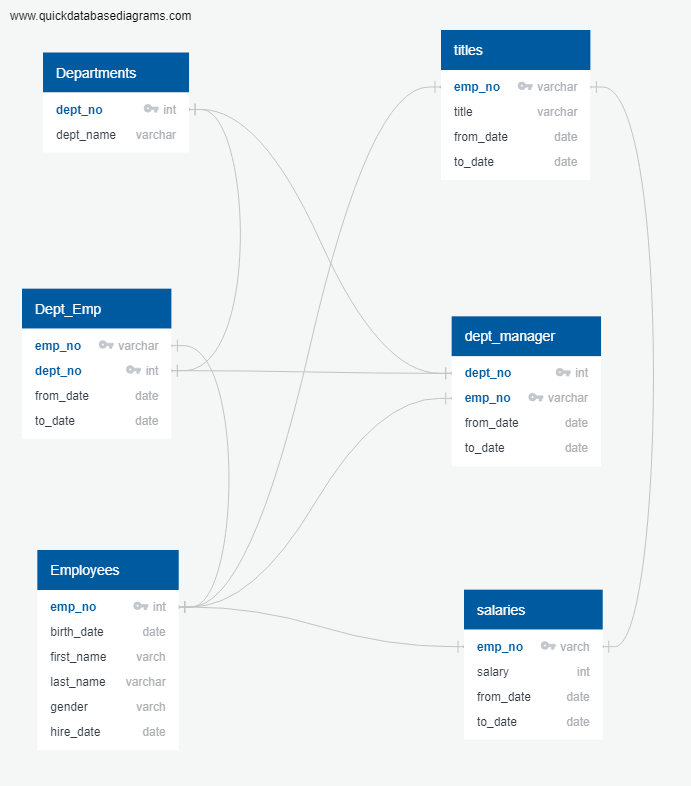 www.quickdatabasediagrams.com
Departments
dept_no int
dept_name varchar
titles
emp_no varchar
title varchar
from_date date
to_date date
Dept_Emp
emp_no varchar
dept_no int
from_date date
to_date date
dept_manager
dept_no int
emp_no varchar
from_date date
to_date date
Employees
emp_no int
birth_date date
first_name varch
last_name varchar
gender varch
hire_date date
salaries
emp_no varch
salary int
from_date date
to_date date